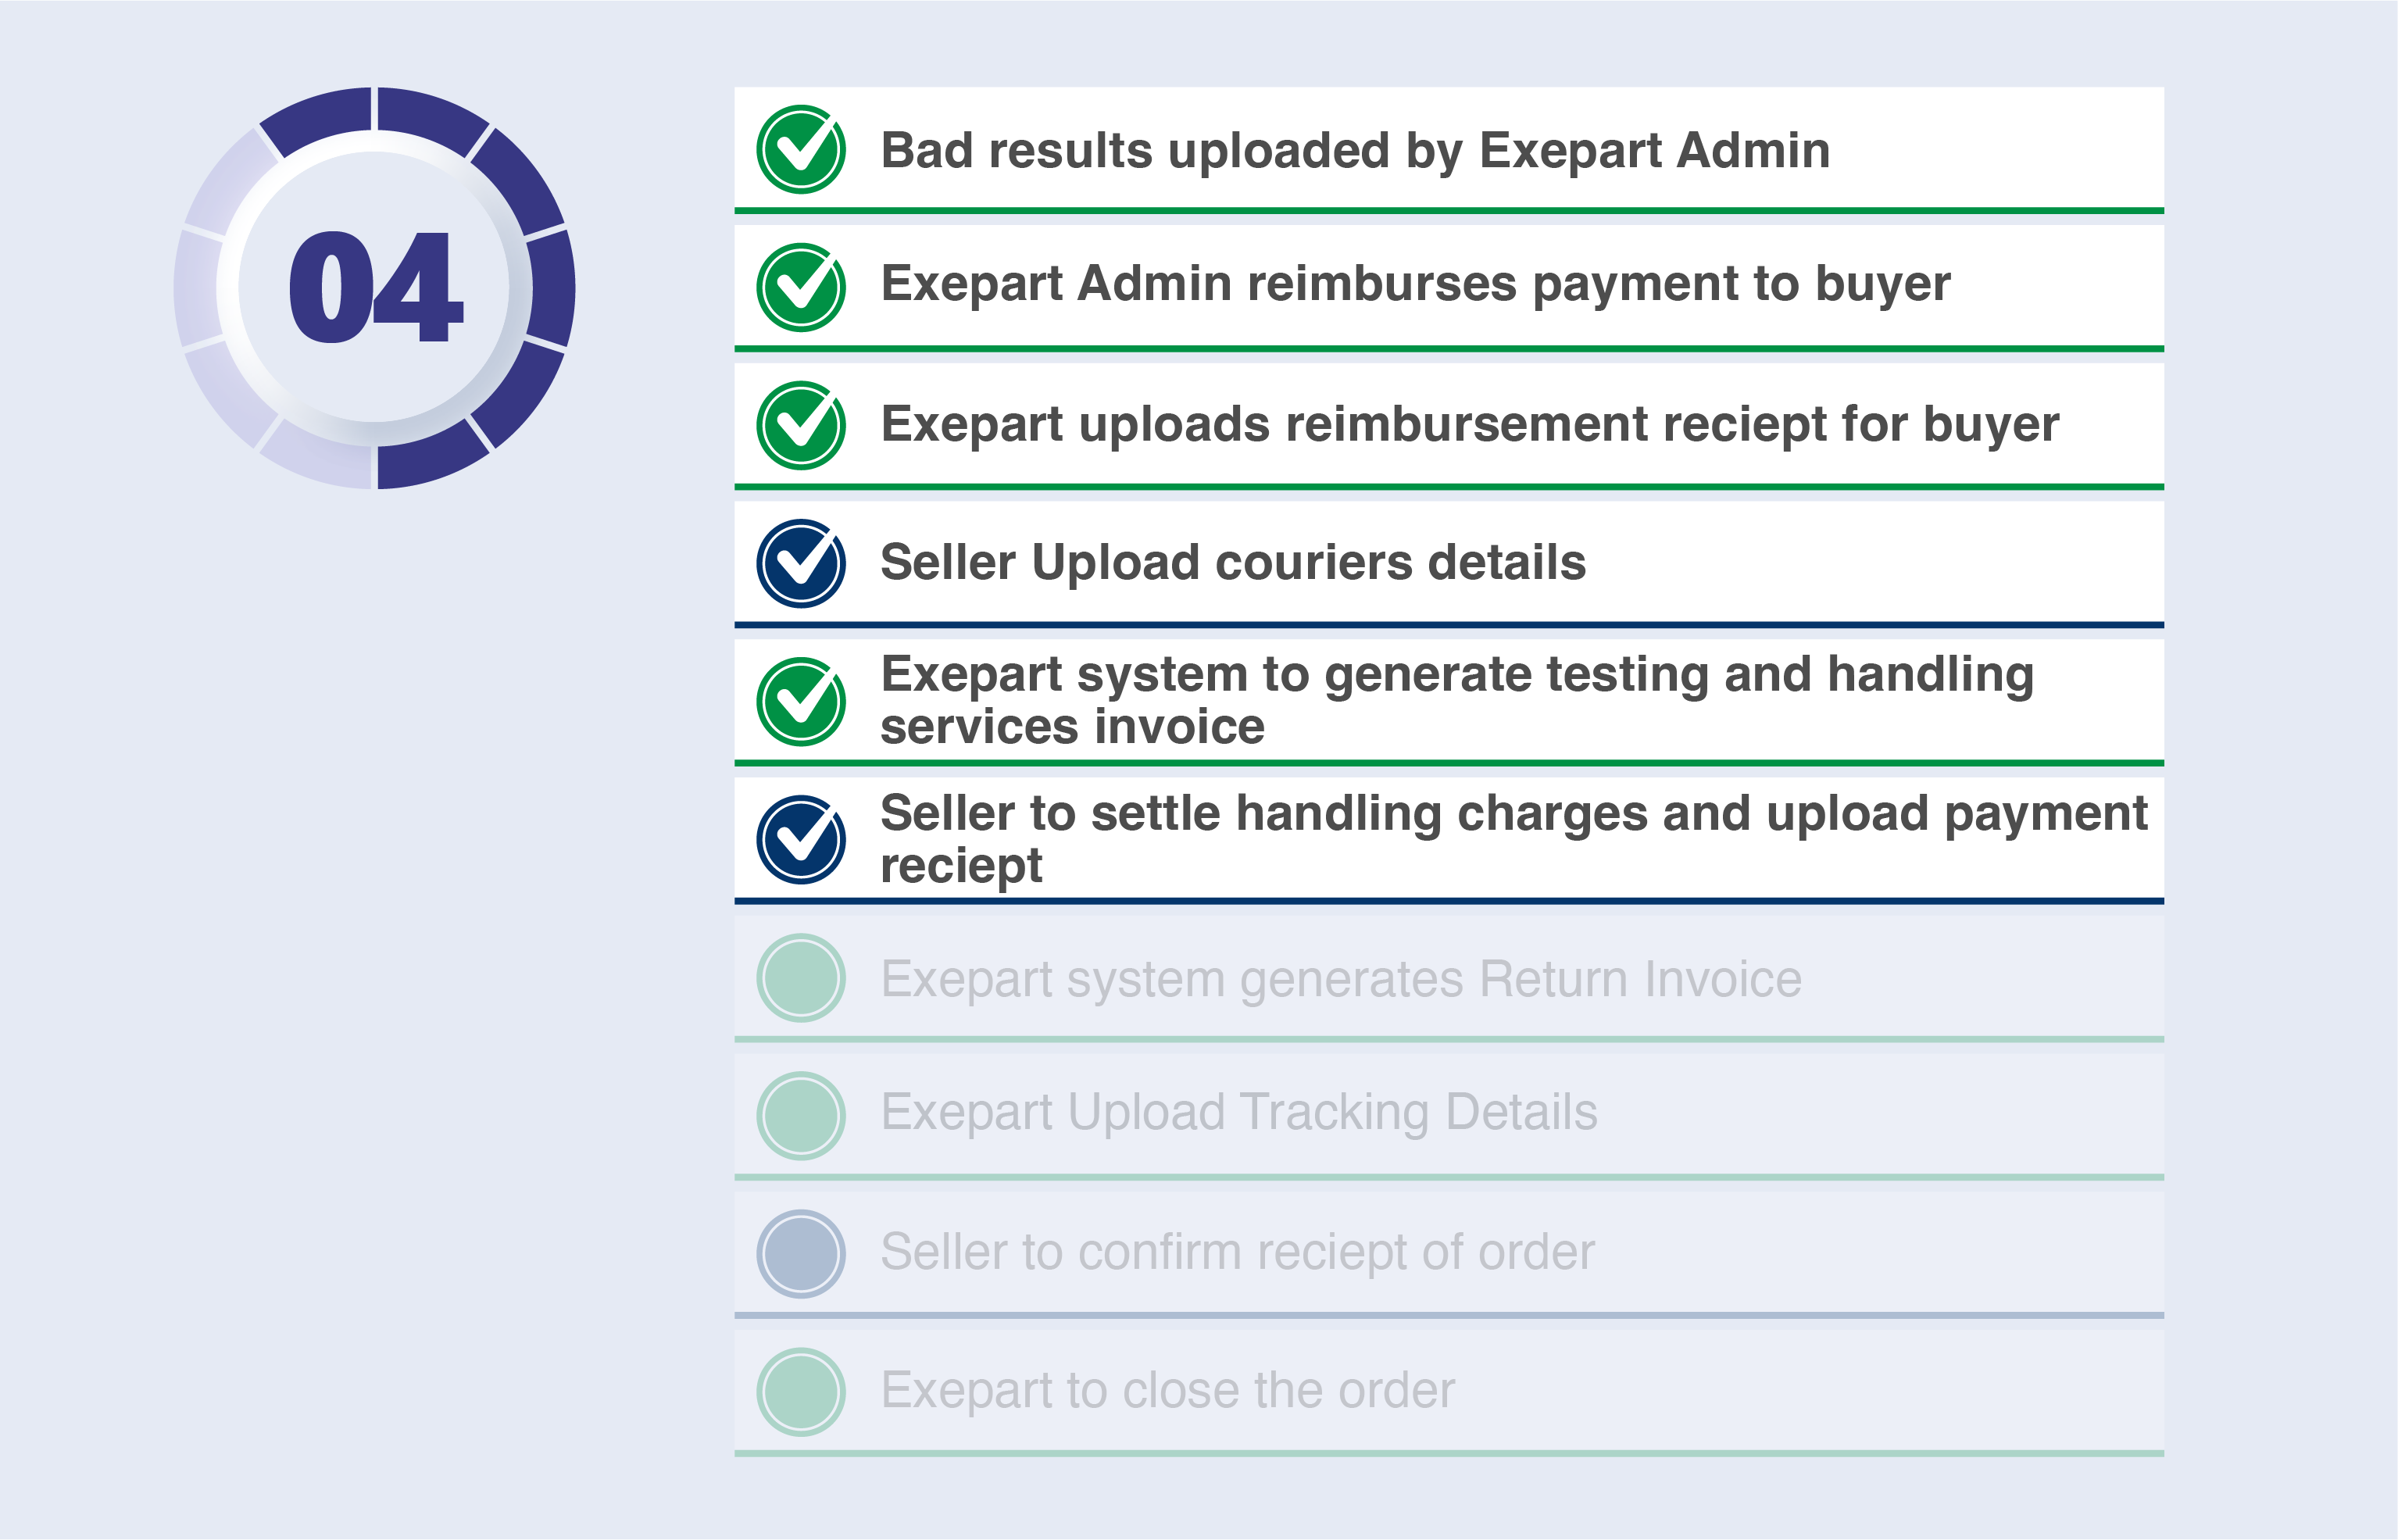 04
Bad results uploaded by Exepart Admin
Exepart Admin reimburses payment to buyer
Exepart uploads reimbursement reciept for buyer
Seller Upload couriers details
Exepart system to generate testing and handling
services invoice
Seller to settle handling charges and upload payment
reciept
Exepart system generates Return Invoice
Exepart Upload Tracking Details
Seller to confirm reciept of order
Exepart to close the order